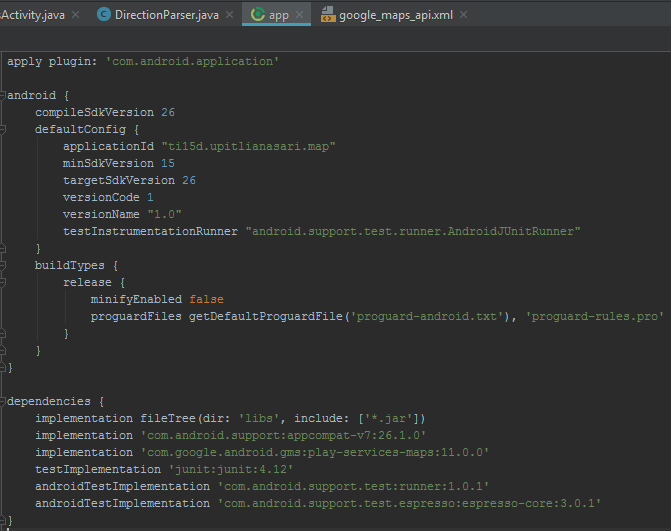 sActivity.java
DirectionParser.java
app
google_maps_api.xml
apply plugin: 'com.android.application'
android {
    compileSdkVersion 26
    defaultConfig {
        applicationId "ti15d.upitlianasari.map"
        minSdkVersion 15
        targetSdkVersion 26
        versionCode 1
        versionName "1.0"
        testInstrumentationRunner "android.support.test.runner.AndroidJUnitRunner"
    }
    buildTypes {
        release {
            minifyEnabled false
            proguardFiles getDefaultProguardFile('proguard-android.txt'), 'proguard-rules.pro'
        }
    }
}
dependencies {
    implementation fileTree(dir: 'libs', include: ['*.jar'])
    implementation 'com.android.support:appcompat-v7:26.1.0'
    implementation 'com.google.android.gms:play-services-maps:11.0.0'
    testImplementation 'junit:junit:4.12'
    androidTestImplementation 'com.android.support.test:runner:1.0.1'
    androidTestImplementation 'com.android.support.test.espresso:espresso-core:3.0.1'
}